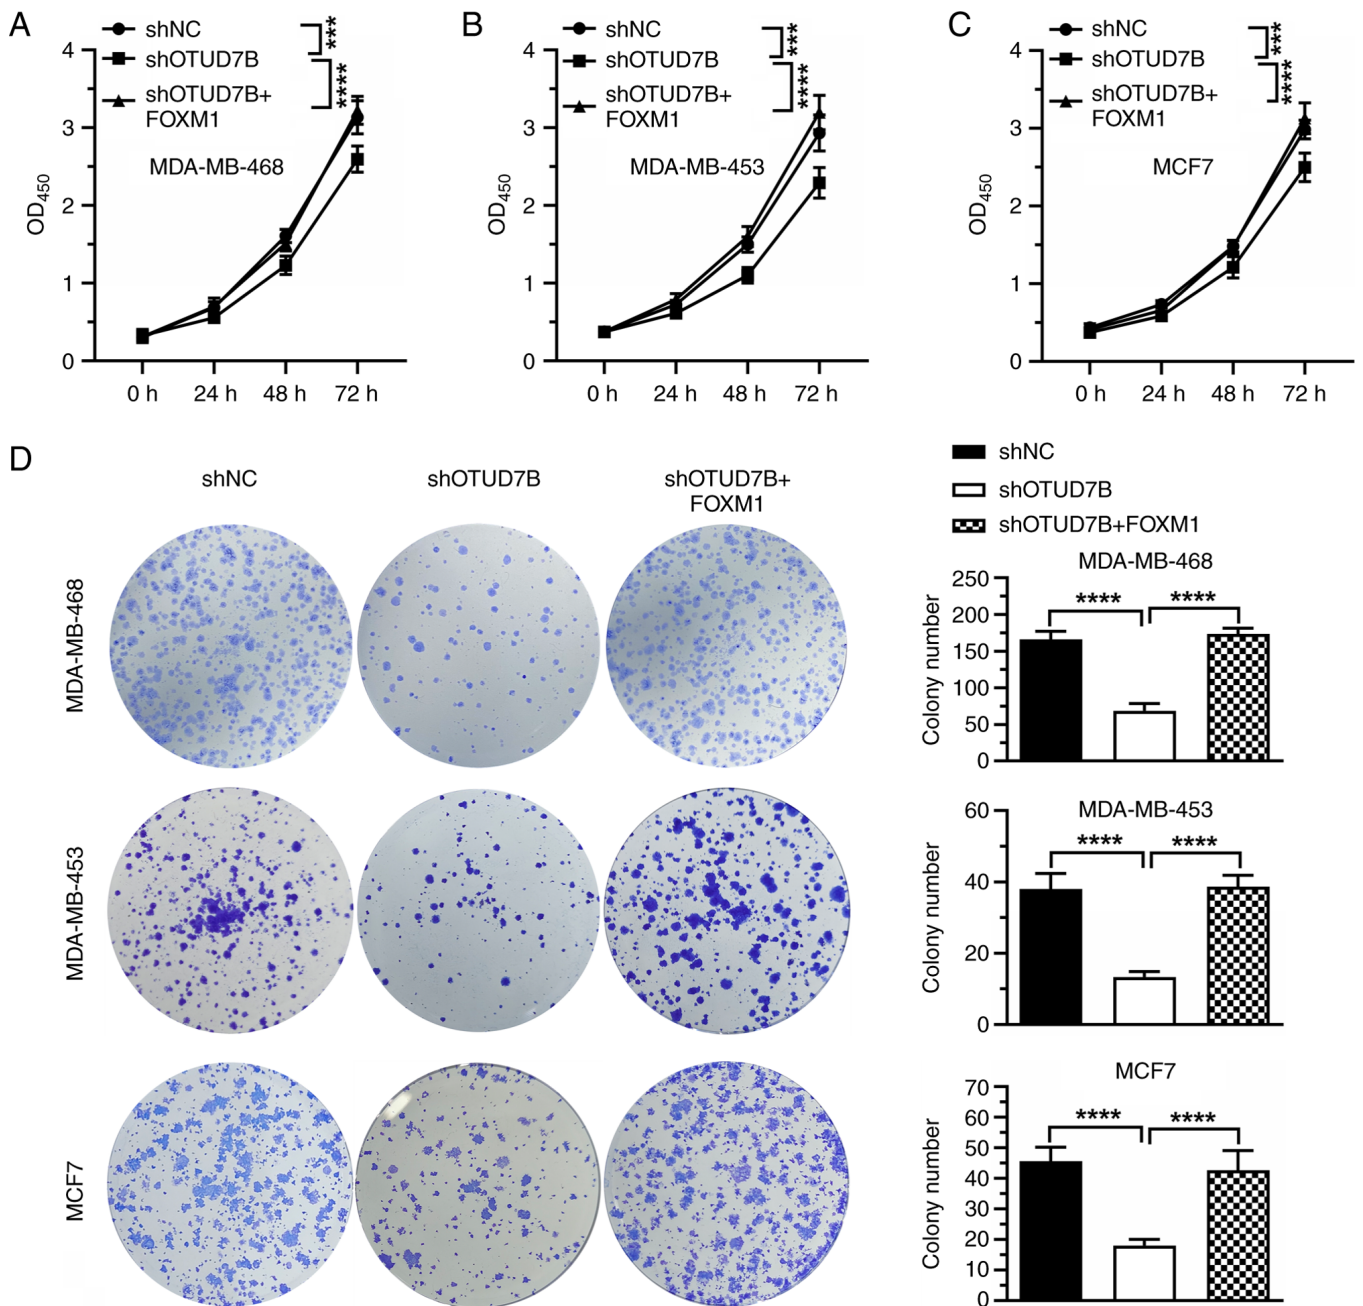 A
shNC
shOTUD7B
shOTUD7B+
FOXM1
***
****
MDA-MB-468
OD450
4
3
2
1
0
0 h
24 h
48 h
72 h
B
shNC
shOTUD7B
shOTUD7B+
FOXM1
***
****
MDA-MB-453
OD450
4
3
2
1
0
0 h
24 h
48 h
72 h
C
shNC
shOTUD7B
shOTUD7B+
FOXM1
***
****
MCF7
OD450
4
3
2
1
0
0 h
24 h
48 h
72 h
D
shNC
shOTUD7B
shOTUD7B+
FOXM1
MDA-MB-468
MDA-MB-453
MCF7
shNC
shOTUD7B
shOTUD7B+FOXM1
MDA-MB-468
Colony number
250
200
150
100
50
0
**** ****
MDA-MB-453
Colony number
60
40
20
0
**** ****
MCF7
Colony number
70
60
50
40
30
20
10
0
**** ****